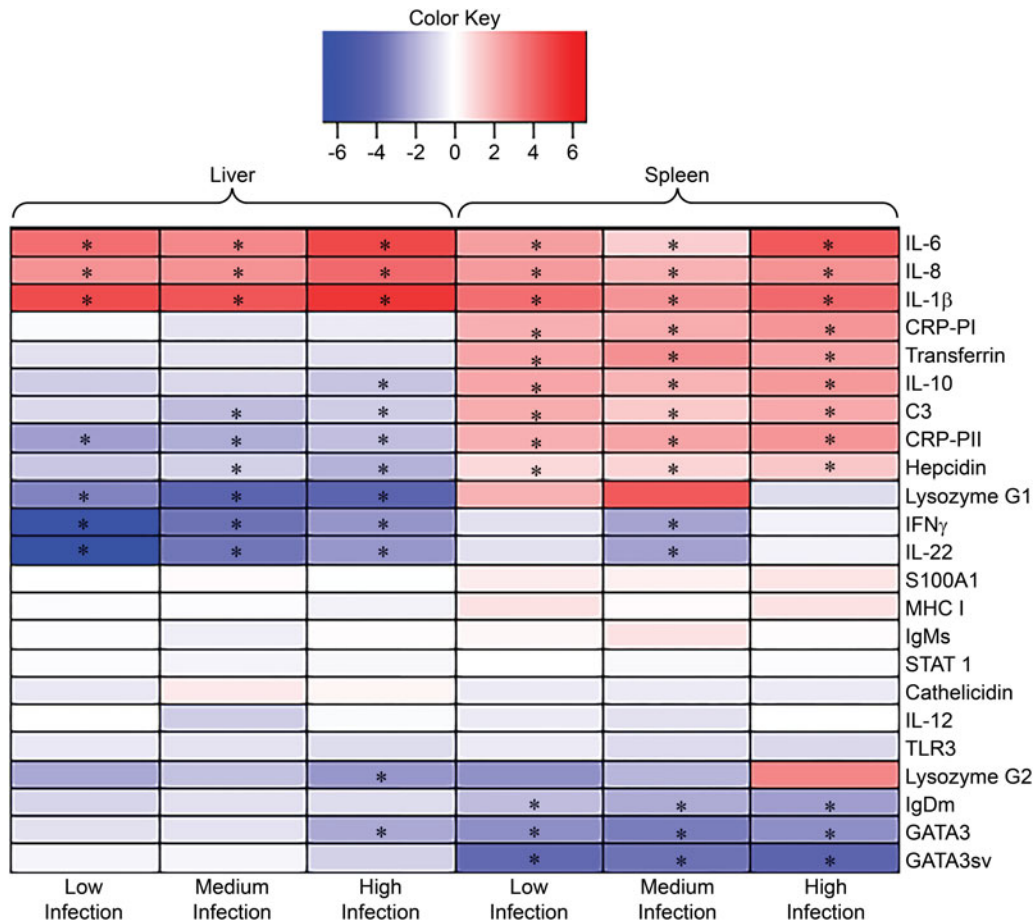 Color Key
-6 -4 -2 0 2 4 6
Liver Spleen
* * * * * * IL-6
* * * * * * IL-8
* * * * * * IL-1β
* * * CRP-PI
* * * Transferrin
* * * * IL-10
* * * * * C3
* * * * * * CRP-PII
* * * * * Hepcidin
* * * Lysozyme G1
* * * * IFNγ
* * * * IL-22
S100A1
MHC I
IgMs
STAT 1
Cathelicidin
IL-12
TLR3
* Lysozyme G2
* * * IgDm
* * * * GATA3
* * * GATA3sv
Low Medium High Low Medium High
Infection Infection Infection Infection Infection Infection